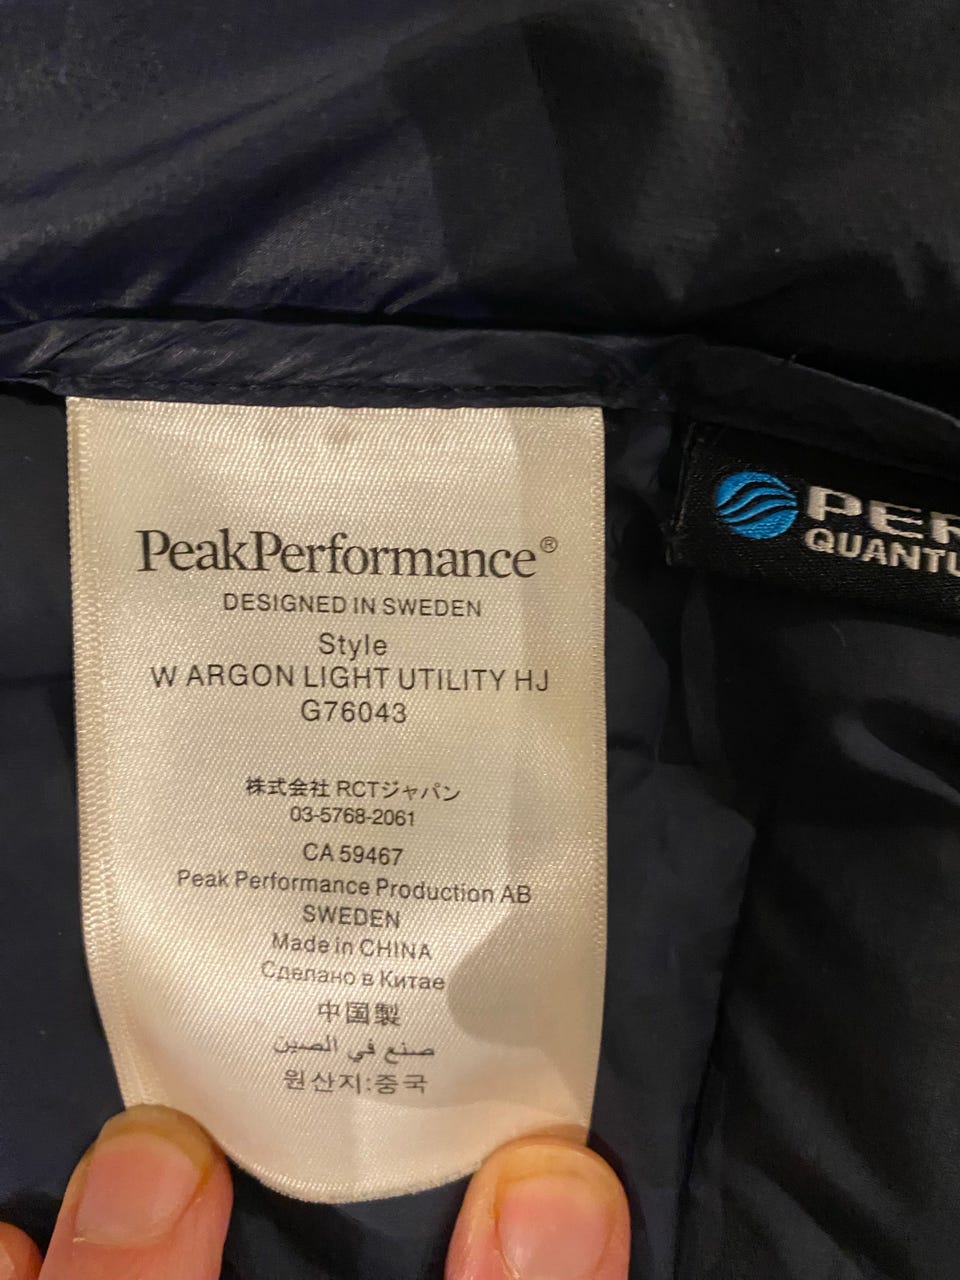 PeakPerformance®
DESIGNED IN SWEDEN
Style
W ARGON LIGHT UTILITY HJ
G76043
株式会社 RCTジャパン
03-5768-2061
CA 59467
Peak Performance Production AB
SWEDEN
Made in CHINA
Сделано в Китае
中国製
صنع في الصين
원산지:중국
PER
QUANTU